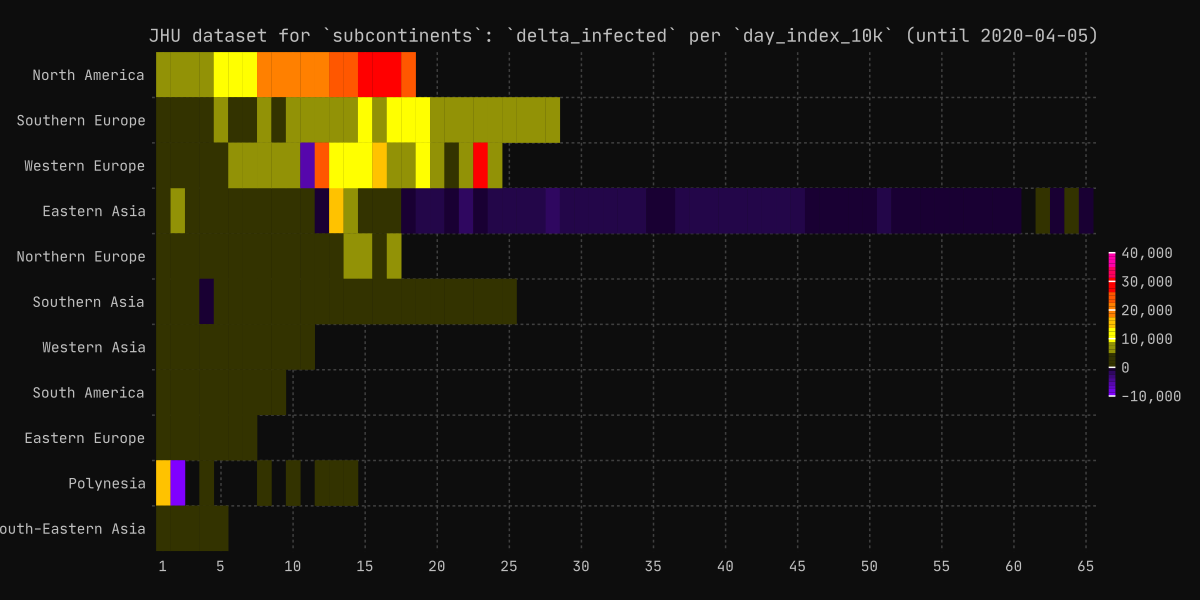 JHU dataset for `subcontinents`: `delta_infected` per `day_index_10k` (until 2020-04-05)
North America
Southern Europe
Western Europe
Eastern Asia
Northern Europe
Southern Asia
Western Asia
South America
Eastern Europe
Polynesia
outh-Eastern Asia
40,000
30,000
20,000
10,000
0
-10,000
1 5 10 15 20 25 30 35 40 45 50 55 60 65